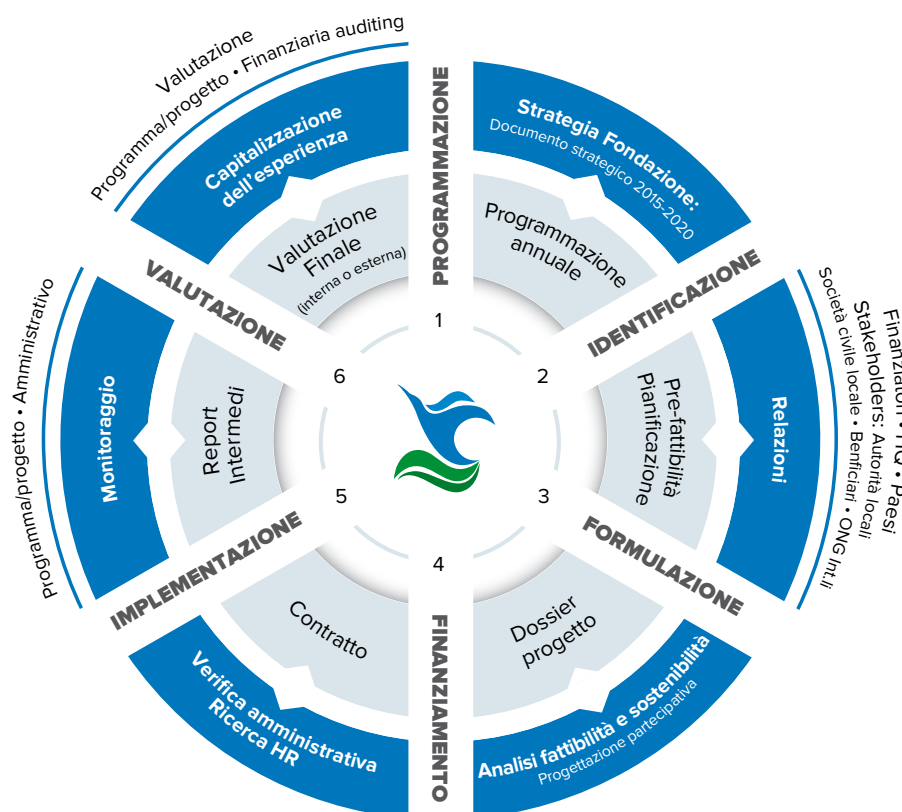 Valutazione
Programma/progetto • Finanziaria auditing
Capitalizzazione
dell'esperienza
Valutazione
Finale
(interna o esterna)
PROGRAMMAZIONE
1
Strategia Fondazione:
Documento strategico 2015-2020
Programmazione
annuale
IDENTIFICAZIONE
2
Finanziatori • HQ • Paesi
Stakeholders: Autorità locali
Società civile locale • Benficiari • ONG Int.li
Relazioni
Pre-fattibilità
Pianificazione
FORMULAZIONE
3
Dossier
progetto
Analisi fattibilità e sostenibilità
Progettazione partecipativa
FINANZIZIAMENTO
4
Contratto
Verifica amministrativa
Ricerca HR
IMPLEMENTAZIONE
5
Report
Intermedi
Monitoraggio
Programma/progetto • Amministrativo
VALUTAZIONE
6